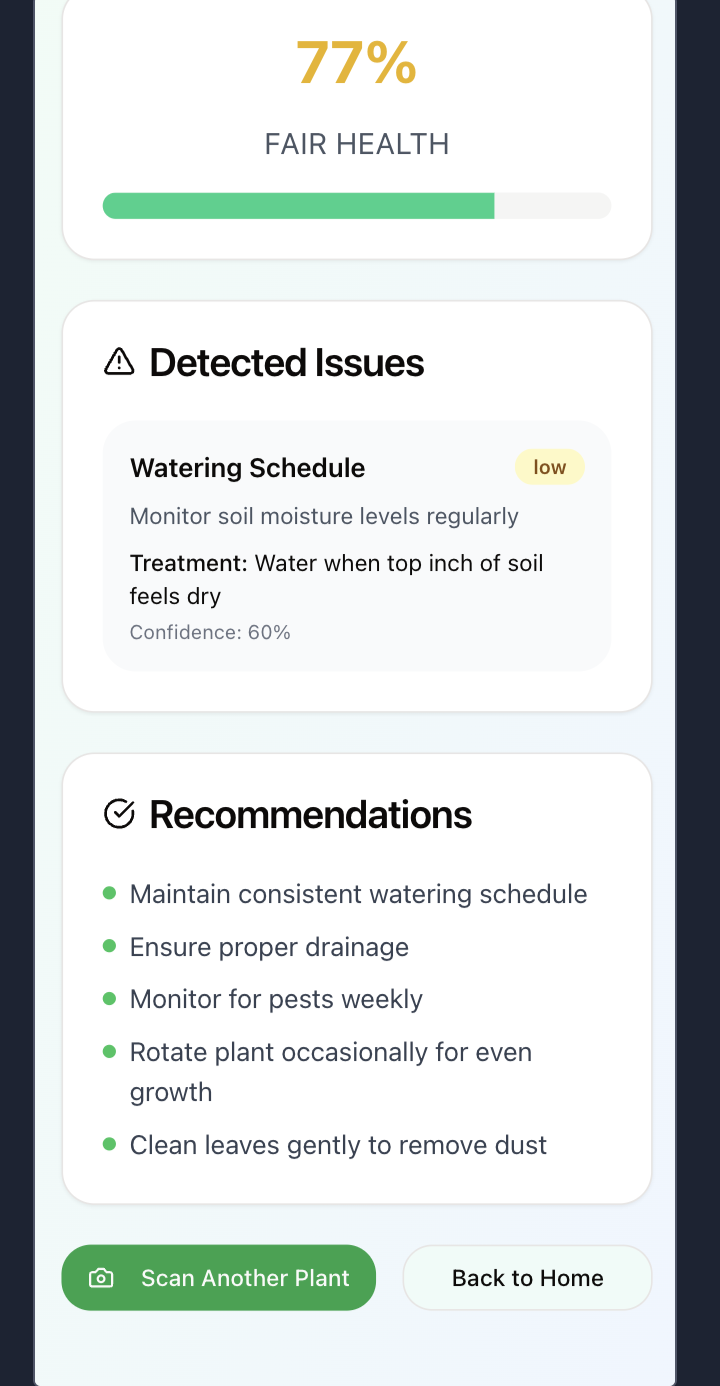 77%
FAIR HEALTH
Detected Issues
Watering Schedule
low
Monitor soil moisture levels regularly
Treatment: Water when top inch of soil
feels dry
Confidence: 60%
Recommendations
Maintain consistent watering schedule
Ensure proper drainage
Monitor for pests weekly
Rotate plant occasionally for even
growth
Clean leaves gently to remove dust
Scan Another Plant
Back to Home